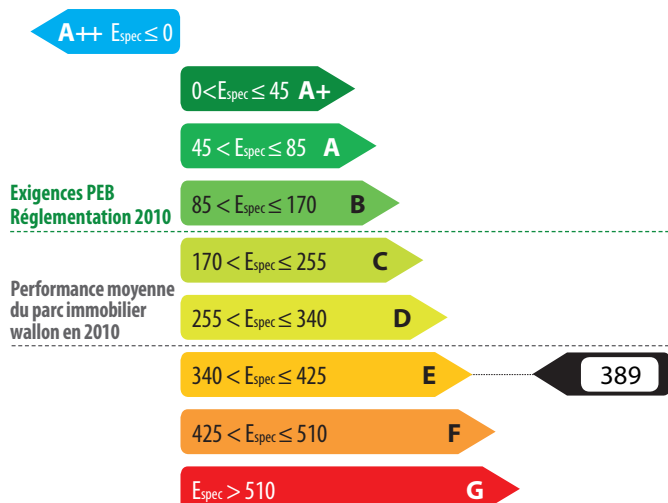 A++ Espec ≤ 0
0<Espec ≤ 45 A+
45 < Espec ≤ 85 A
Exigences PEB
Réglementation 2010
85 < Espec ≤ 170 B
170 < Espec ≤ 255 C
Performance moyenne
du parc immobilier
wallon en 2010
255 < Espec ≤ 340 D
340 < Espec ≤ 425 E
389
425 < Espec ≤ 510 F
Espec > 510 G